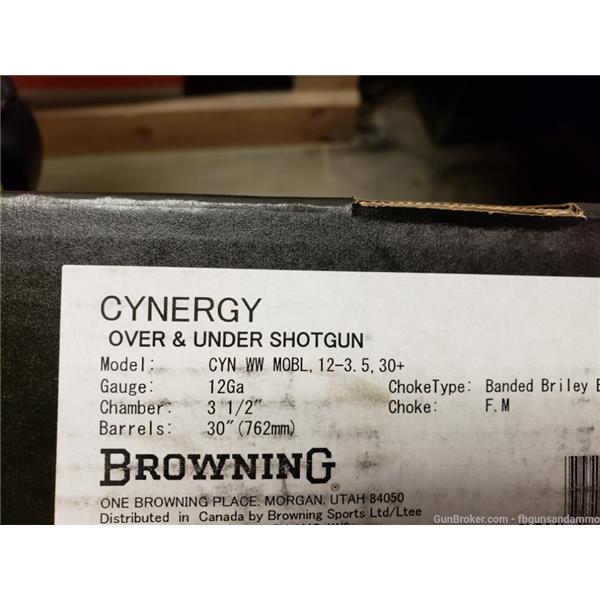 CYNERGY
OVER & UNDER SHOTGUN
Model: CYN WW MOBL, 12-3.5, 30+
Gauge: 12Ga ChokeType: Banded Briley E
Chamber: 3 1/2" Choke: F.M
Barrels: 30"(762mm)
BROWNING®
ONE BROWNING PLACE, MORGAN, UTAH 84050
Distributed in Canada by Browning Sports Ltd/Ltee
GunBroker.com - fbgunsandammo